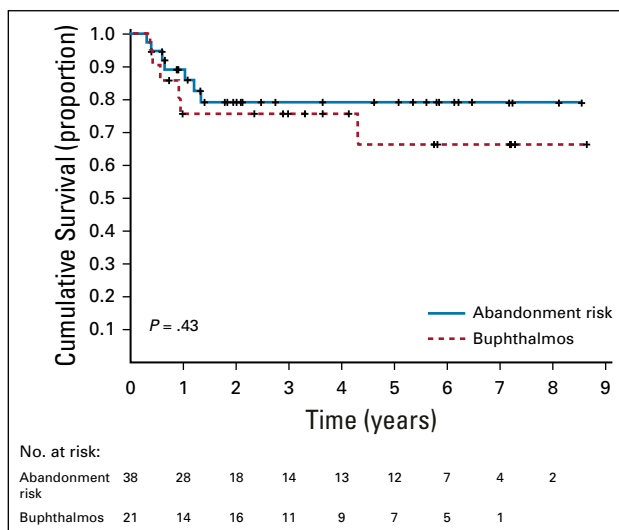 Cumulative Survival (proportion)
1.0
0.9
0.8
0.7
0.6
0.5
0.4
0.3
0.2
0.1
P = .43
Abandonment risk
Buphthalmos
0 1 2 3 4 5 6 7 8 9
Time (years)
No. at risk:
Abandonment risk 38 28 18 14 13 12 7 4 2
Buphthalmos 21 14 16 11 9 7 5 1